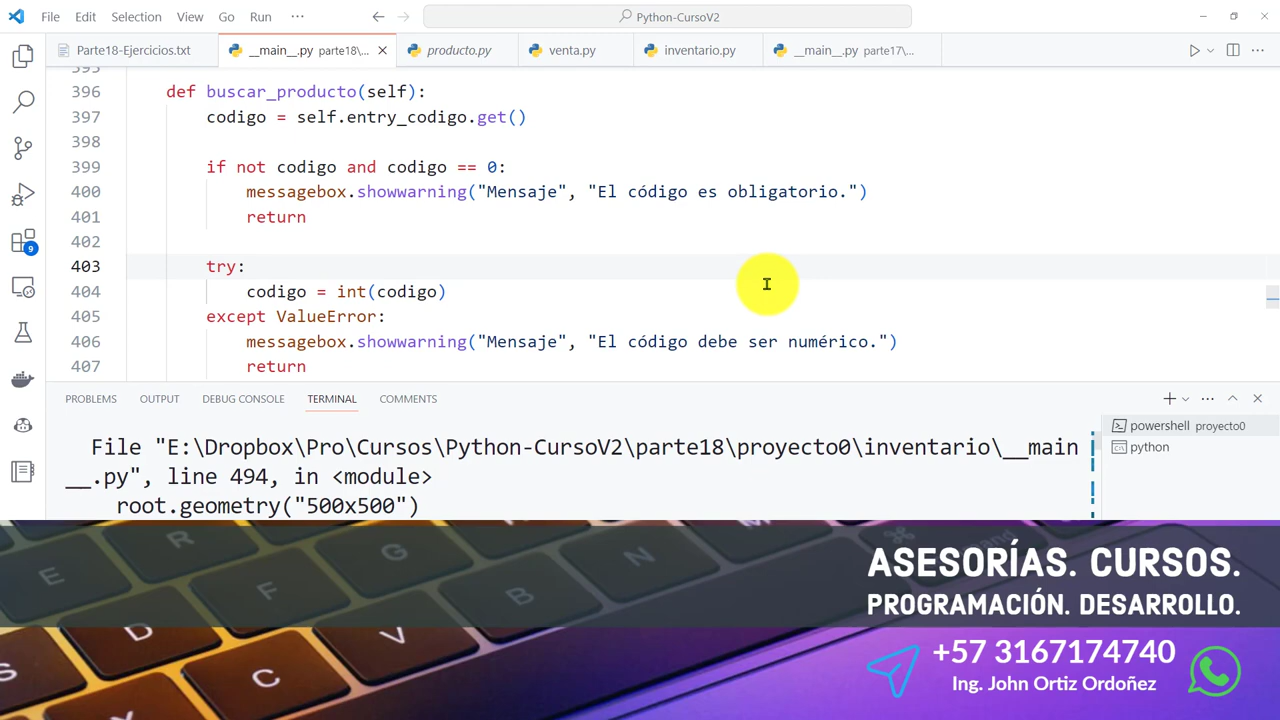 File Edit Selection View Go Run ··· Python-CursoV2
Parte18-Ejercicios.txt __main__.py parte18\... producto.py venta.py inventario.py __main__.py parte17\...
395
396 def buscar_producto(self):
397 codigo = self.entry_codigo.get()
398
399 if not codigo and codigo == 0:
400 messagebox.showwarning("Mensaje", "El código es obligatorio.")
401 return
402
403 try:
404 codigo = int(codigo)
405 except ValueError:
406 messagebox.showwarning("Mensaje", "El código debe ser numérico.")
407 return
9
PROBLEMS OUTPUT DEBUG CONSOLE TERMINAL COMMENTS
powershell proyecto0
python
File "E:\Dropbox\Pro\Cursos\Python-CursoV2\parte18\proyecto0\inventario\__main
__.py", line 494, in <module>
root.geometry("500x500")
ASESORÍAS. CURSOS.
PROGRAMACIÓN. DESARROLLO.
+57 3167174740
Ing. John Ortiz Ordoñez